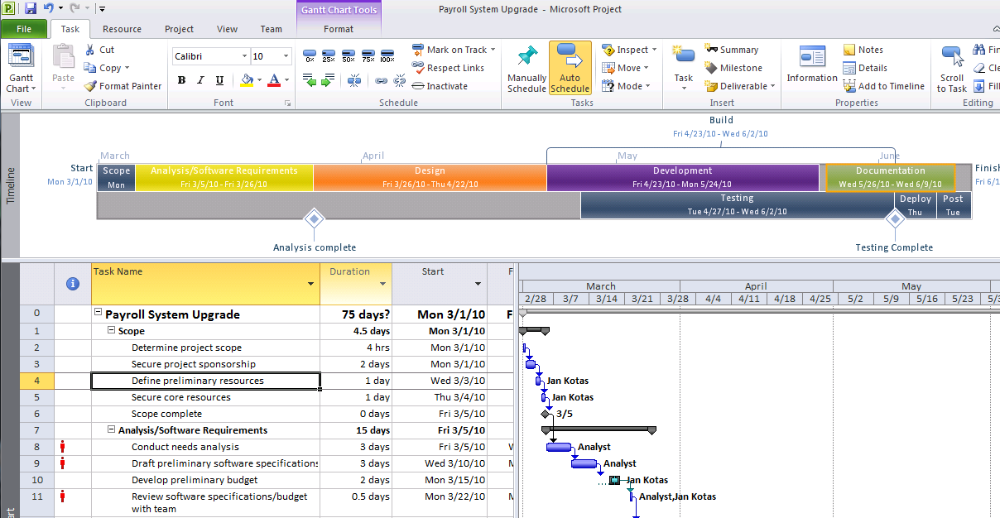 Payroll System Upgrade - Microsoft Project
File Task Resource Project View Team Gantt Chart Tools Format
Gantt Chart
View
Paste
Cut
Copy
Format Painter
Clipboard
Calibri 10
B I U A
Font
0% 25% 50% 75% 100%
Mark on Track
Respect Links
Inactivate
Schedule
Manually Schedule
Auto Schedule
Inspect
Move
Mode
Tasks
Task
Summary
Milestone
Deliverable
Insert
Information
Notes
Details
Add to Timeline
Properties
Scroll to Task
Fin
Cle
Fill
Editing
Timeline
Build
Fri 4/23/10 - Wed 6/2/10
March April May June
Start
Mon 3/1/10
Scope
Mon
Analysis/Software Requirements
Fri 3/5/10 - Fri 3/26/10
Design
Fri 3/26/10 - Thu 4/22/10
Development
Fri 4/23/10 - Mon 5/24/10
Documentation
Wed 5/26/10 - Wed 6/9/10
Finish
Fri 6/1
Testing
Tue 4/27/10 - Wed 6/2/10
Deploy
Thu
Post
Tue
Analysis complete
Testing Complete
Task Name Duration Start F
March April May
2/28 3/7 3/14 3/21 3/28 4/4 4/11 4/18 4/25 5/2 5/9 5/16 5/23 5/3
0 Payroll System Upgrade 75 days? Mon 3/1/10 F
1 Scope 4.5 days Mon 3/1/10
2 Determine project scope 4 hrs Mon 3/1/10
3 Secure project sponsorship 2 days Mon 3/1/10
4 Define preliminary resources 1 day Wed 3/3/10 Jan Kotas
5 Secure core resources 1 day Thu 3/4/10 Jan Kotas
6 Scope complete 0 days Fri 3/5/10 3/5
7 Analysis/Software Requirements 15 days Fri 3/5/10
8 Conduct needs analysis 3 days Fri 3/5/10 Analyst
9 Draft preliminary software specifications 3 days Wed 3/10/10 Analyst
10 Develop preliminary budget 2 days Mon 3/15/10 Jan Kotas
11 Review software specifications/budget 0.5 days Mon 3/22/10 Analyst,Jan Kotas
with team